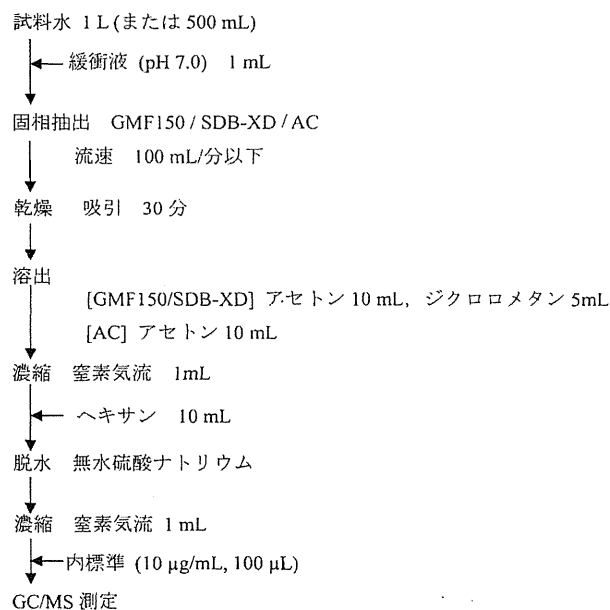 試料水 1 L (または 500 mL)
緩衝液 (pH 7.0) 1 mL
固相抽出 GMF150 / SDB-XD / AC
流速 100 mL/分以下
乾燥 吸引 30 分
溶出
[GMF150/SDB-XD] アセトン 10 mL, ジクロロメタン 5mL
[AC] アセトン 10 mL
濃縮 窒素気流 1mL
ヘキサン 10 mL
脱水 無水硫酸ナトリウム
濃縮 窒素気流 1 mL
内標準 (10 μg/mL, 100 μL)
GC/MS 測定